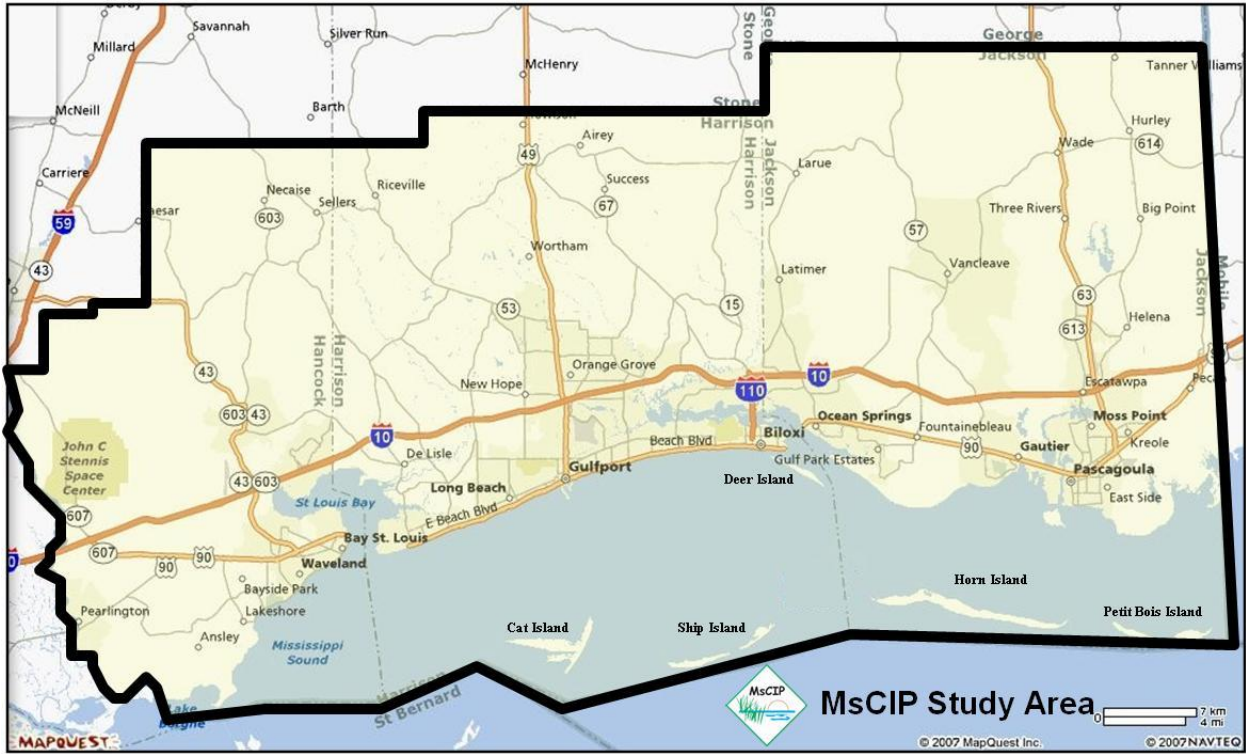 Savannah
Silver Run
Millard
McHenry
Stone
George
Jackson
Tanner Williams
McNeill
Barth
Stone
Harrison
Airey
Hurley
614
Wade
49
Harrison
Jackson
Larue
Carriere
Necaise
Riceville
Success
603
Sellers
67
Three Rivers
Big Point
59
57
Wortham
43
Latimer
Vancleave
Jackson
Mobile
53
15
63
Helena
613
Harrison
Hancock
Orange Grove
43
New Hope
10
110
Escatawpa
603
43
10
Ocean Springs
Moss Point
Biloxi
Fountainebleau
John C
Stennis
Space
Center
De Lisle
Beach Blvd
Gulf Park Estates
90
Gautier
Kreole
Gulfport
Pascagoula
43
603
Long Beach
Deer Island
East Side
St Louis Bay
E Beach Blvd
607
Bay St. Louis
607
90
90
Waveland
Bayside Park
Horn Island
Pearlington
Lakeshore
Petit Bois Island
Cat Island
Ship Island
Ansley
Mississippi
Sound
Harrison
St Bernard
Lake
Borgne
MsCIP
MsCIP Study Area
0
7 km
4 mi
MAPQUEST
© 2007 MapQuest Inc.
© 2007 NAVTEQ